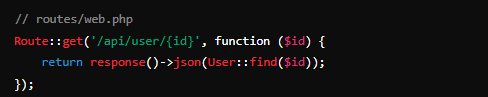 // routes/web.php
Route::get('/api/user/{id}', function ($id) {
    return response()->json(User::find($id));
});